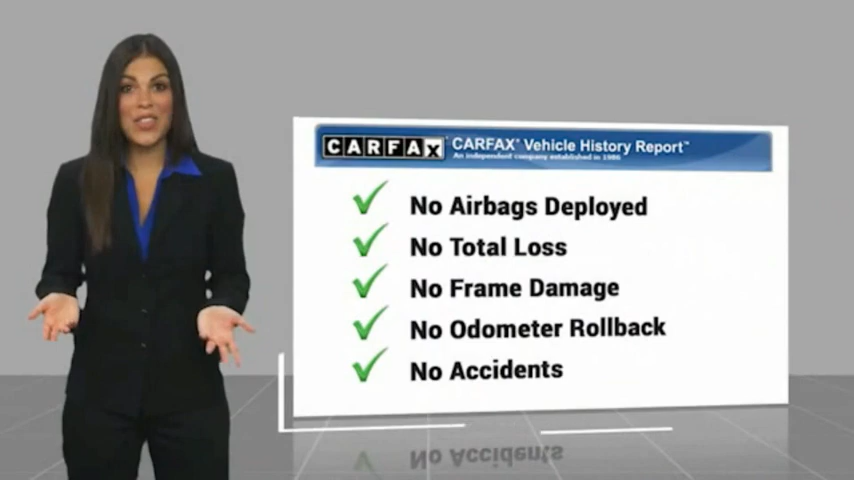 CARFAX CARFAX® Vehicle History Report™
An independent company established in 1986
No Airbags Deployed
No Total Loss
No Frame Damage
No Odometer Rollback
No Accidents
No Accidents